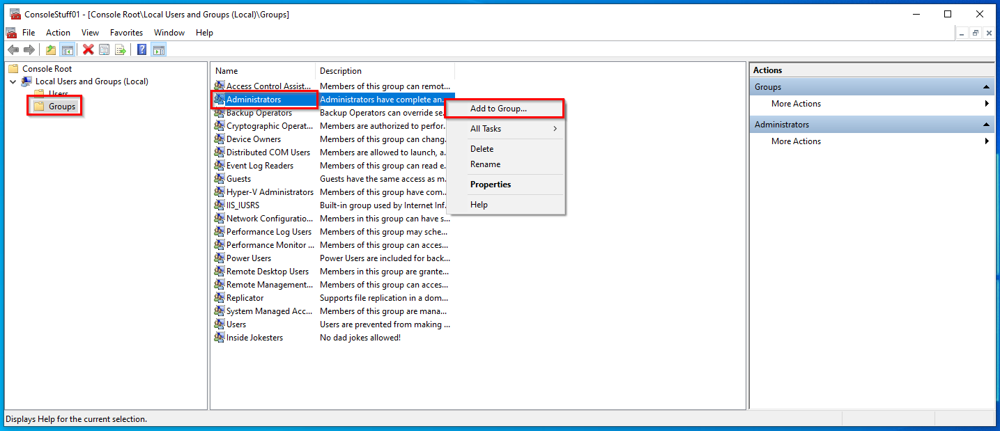 ConsoleStuff01 - [Console Root\Local Users and Groups (Local)\Groups]
File Action View Favorites Window Help
Console Root
Local Users and Groups (Local)
Users
Groups
Name Description
Access Control Assist... Members of this group can remot...
Administrators Administrators have complete an...
Backup Operators Backup Operators can override se...
Cryptographic Operat... Members are authorized to perfor...
Device Owners Members of this group can chang...
Distributed COM Users Members are allowed to launch, a...
Event Log Readers Members of this group can read e...
Guests Guests have the same access as m...
Hyper-V Administrators Members of this group have com...
IIS_IUSRS Built-in group used by Internet Inf...
Network Configuratio... Members in this group can have s...
Performance Log Users Members of this group may sche...
Performance Monitor ... Members of this group can acces...
Power Users Power Users are included for back...
Remote Desktop Users Members in this group are grante...
Remote Management... Members of this group can acces...
Replicator Supports file replication in a dom...
System Managed Acc... Members of this group are mana...
Users Users are prevented from making ...
Inside Jokesters No dad jokes allowed!
Add to Group...
All Tasks
Delete
Rename
Properties
Help
Actions
Groups
More Actions
Administrators
More Actions
Displays Help for the current selection.